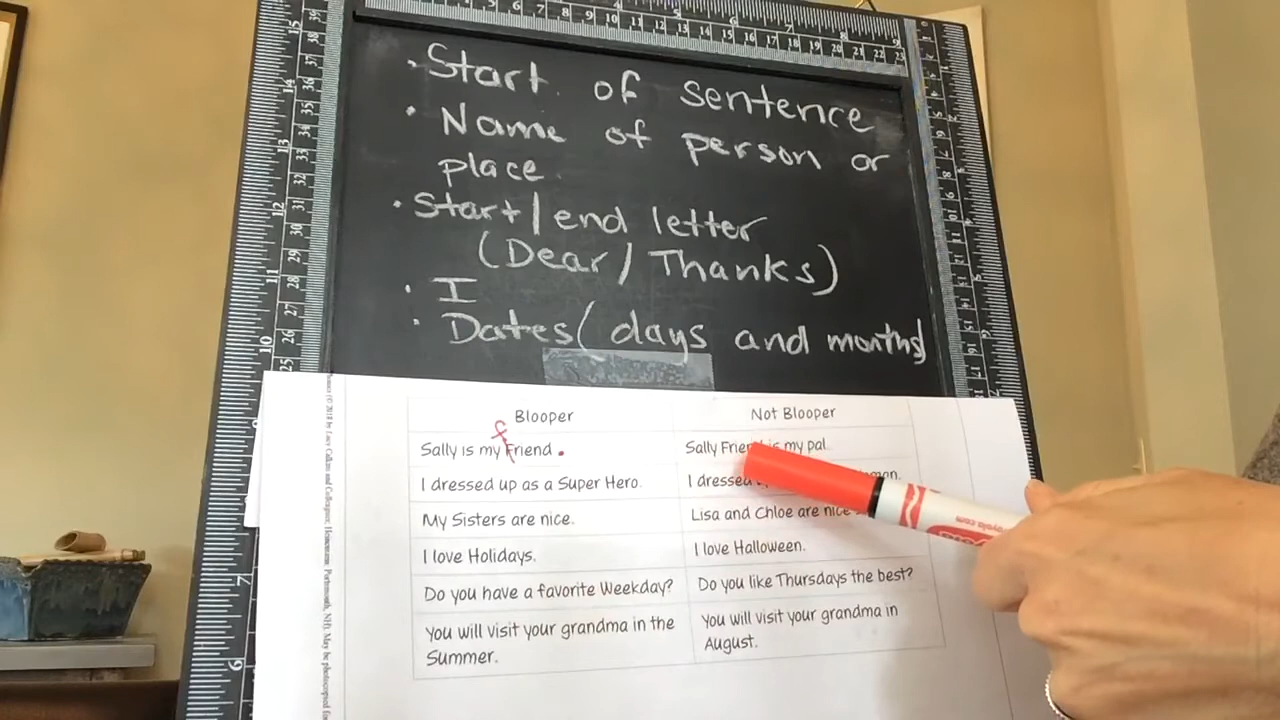 · Start of sentence
· Name of person or
place
· Start/end letter
(Dear/Thanks)
· I
· Dates (days and months)
Blooper
Not Blooper
f
Sally is my Friend.
Sally Friend is my pal.
I dressed up as a Super Hero.
I dressed
My Sisters are nice.
Lisa and Chloe are nice
I love Holidays.
I love Halloween.
Do you have a favorite Weekday?
Do you like Thursdays the best?
You will visit your grandma in the
Summer.
You will visit your grandma in
August.